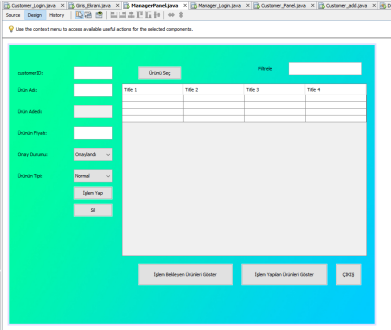 Customer_Login.java Giris_Ekrani.java ManagerPanel.java Manager_Login.java Customer_Panel.java Customer_add.java
Source Design History
Use the context menu to access available useful actions for the selected components.
customerID: Ürünü Seç Filtrele
Ürün Adı: Title 1 Title 2 Title 3 Title 4
Ürün Adedi:
Ürünün Fiyatı:
Onay Durumu: Onaylandı
Ürünün Tipi: Normal
İşlem Yap
Sil
İşlem Bekleyen Ürünleri Göster İşlem Yapılan Ürünleri Göster ÇIKIŞ